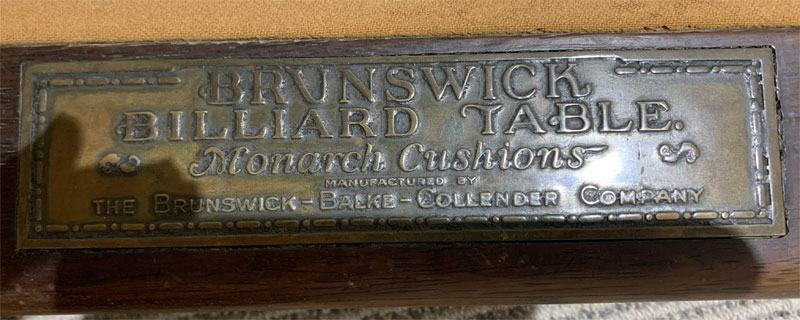 BRUNSWICK
BILLIARD TABLE.
Monarch Cushions
MANUFACTURED BY
THE BRUNSWICK-BALKE-COLLENDER COMPANY